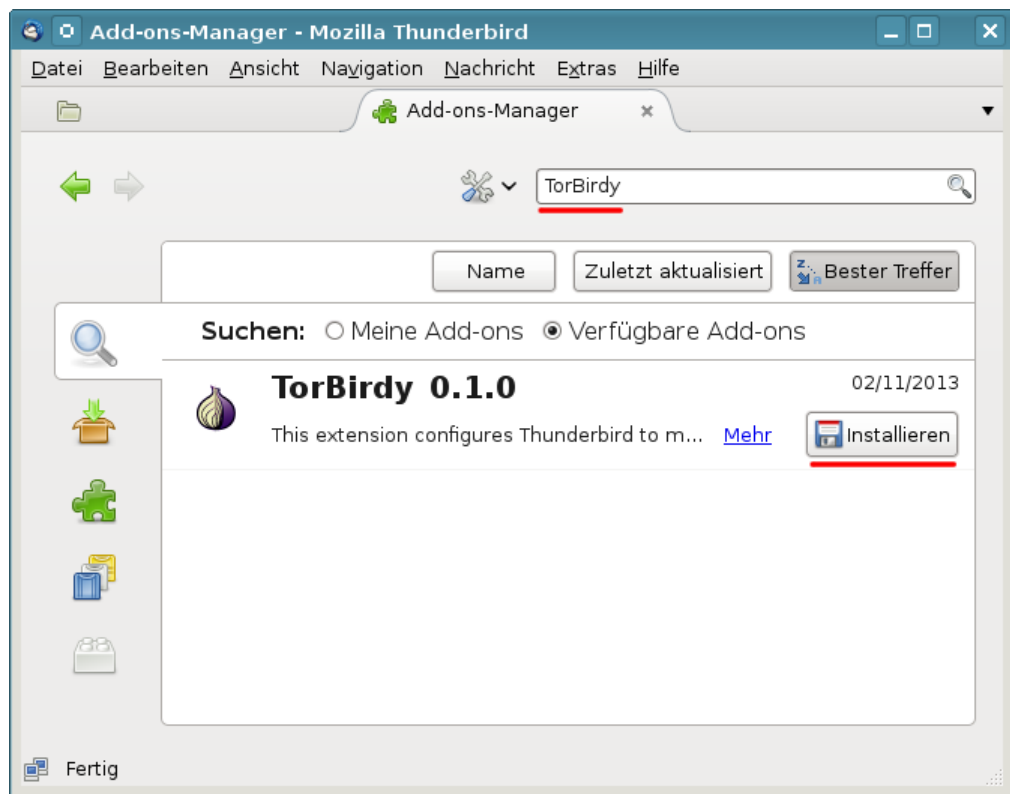 Add-ons-Manager - Mozilla Thunderbird
Datei Bearbeiten Ansicht Navigation Nachricht Extras Hilfe
Add-ons-Manager
TorBirdy
Name Zuletzt aktualisiert Bester Treffer
Suchen: Meine Add-ons Verfügbare Add-ons
TorBirdy 0.1.0 02/11/2013
This extension configures Thunderbird to m... Mehr Installieren
Fertig